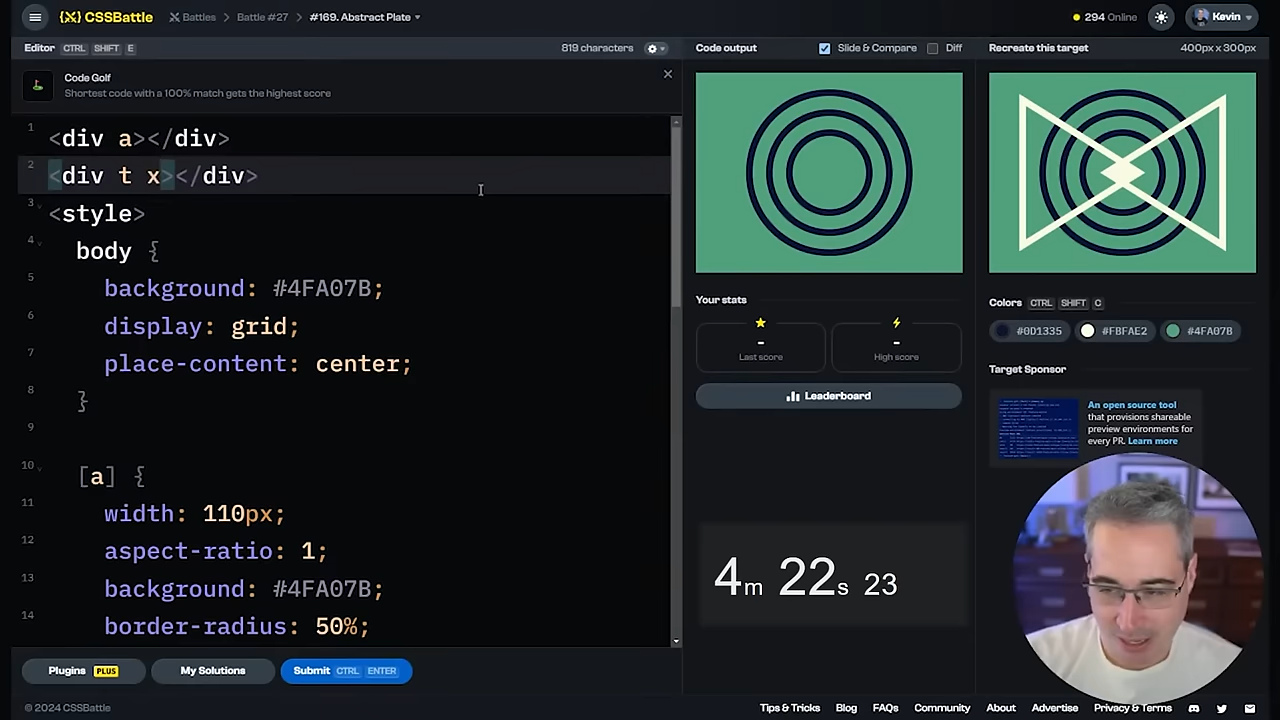 CSSBattle
Battles
Battle #27
#169. Abstract Plate
294 Online
Kevin
Editor CTRL SHIFT E
819 characters
Code output
Slide & Compare
Diff
Recreate this target
400px x 300px
Code Golf
Shortest code with a 100% match gets the highest score
1 <div a></div>
2 <div t x></div>
3 <style>
4 body {
5 background: #4FA07B;
6 display: grid;
7 place-content: center;
8 }
9
10 [a] {
11 width: 110px;
12 aspect-ratio: 1;
13 background: #4FA07B;
14 border-radius: 50%;
Your stats
-
Last score
-
High score
Leaderboard
Colors CTRL SHIFT C
#0D1335
#FBFAE2
#4FA07B
Target Sponsor
An open source tool
that provisions shareable
preview environments for
every PR. Learn more
4m 22s 23
Plugins PLUS
My Solutions
Submit CTRL ENTER
© 2024 CSSBattle
Tips & Tricks
Blog
FAQs
Community
About
Advertise
Privacy & Terms